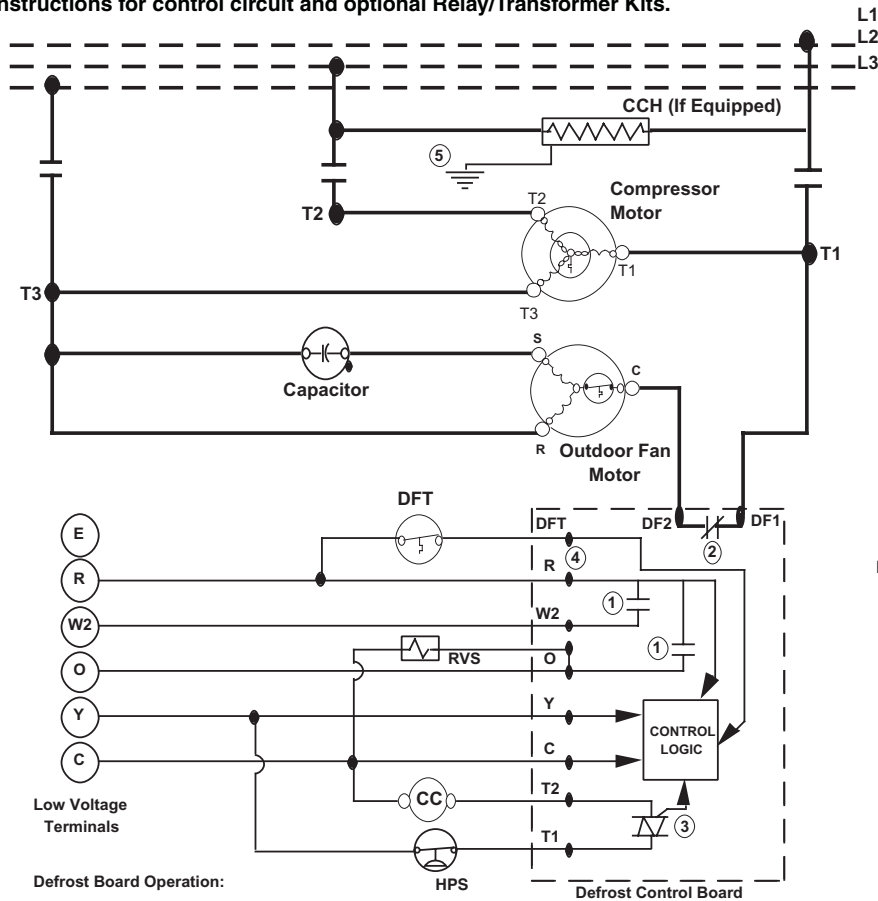 nstructions for control circuit and optional Relay/Transformer Kits.
L1
L2
L3
CCH (If Equipped)
5
Compressor
Motor
T2
T2
T1
T1
T3
T3
S
C
Capacitor
R
Outdoor Fan
Motor
DFT
DFT
DF2
DF1
2
E
4
R
R
1
W2
W2
1
RVS
O
O
Y
Y
CONTROL
LOGIC
C
C
CC
T2
3
T1
Low Voltage
Terminals
HPS
Defrost Board Operation:
Defrost Control Board